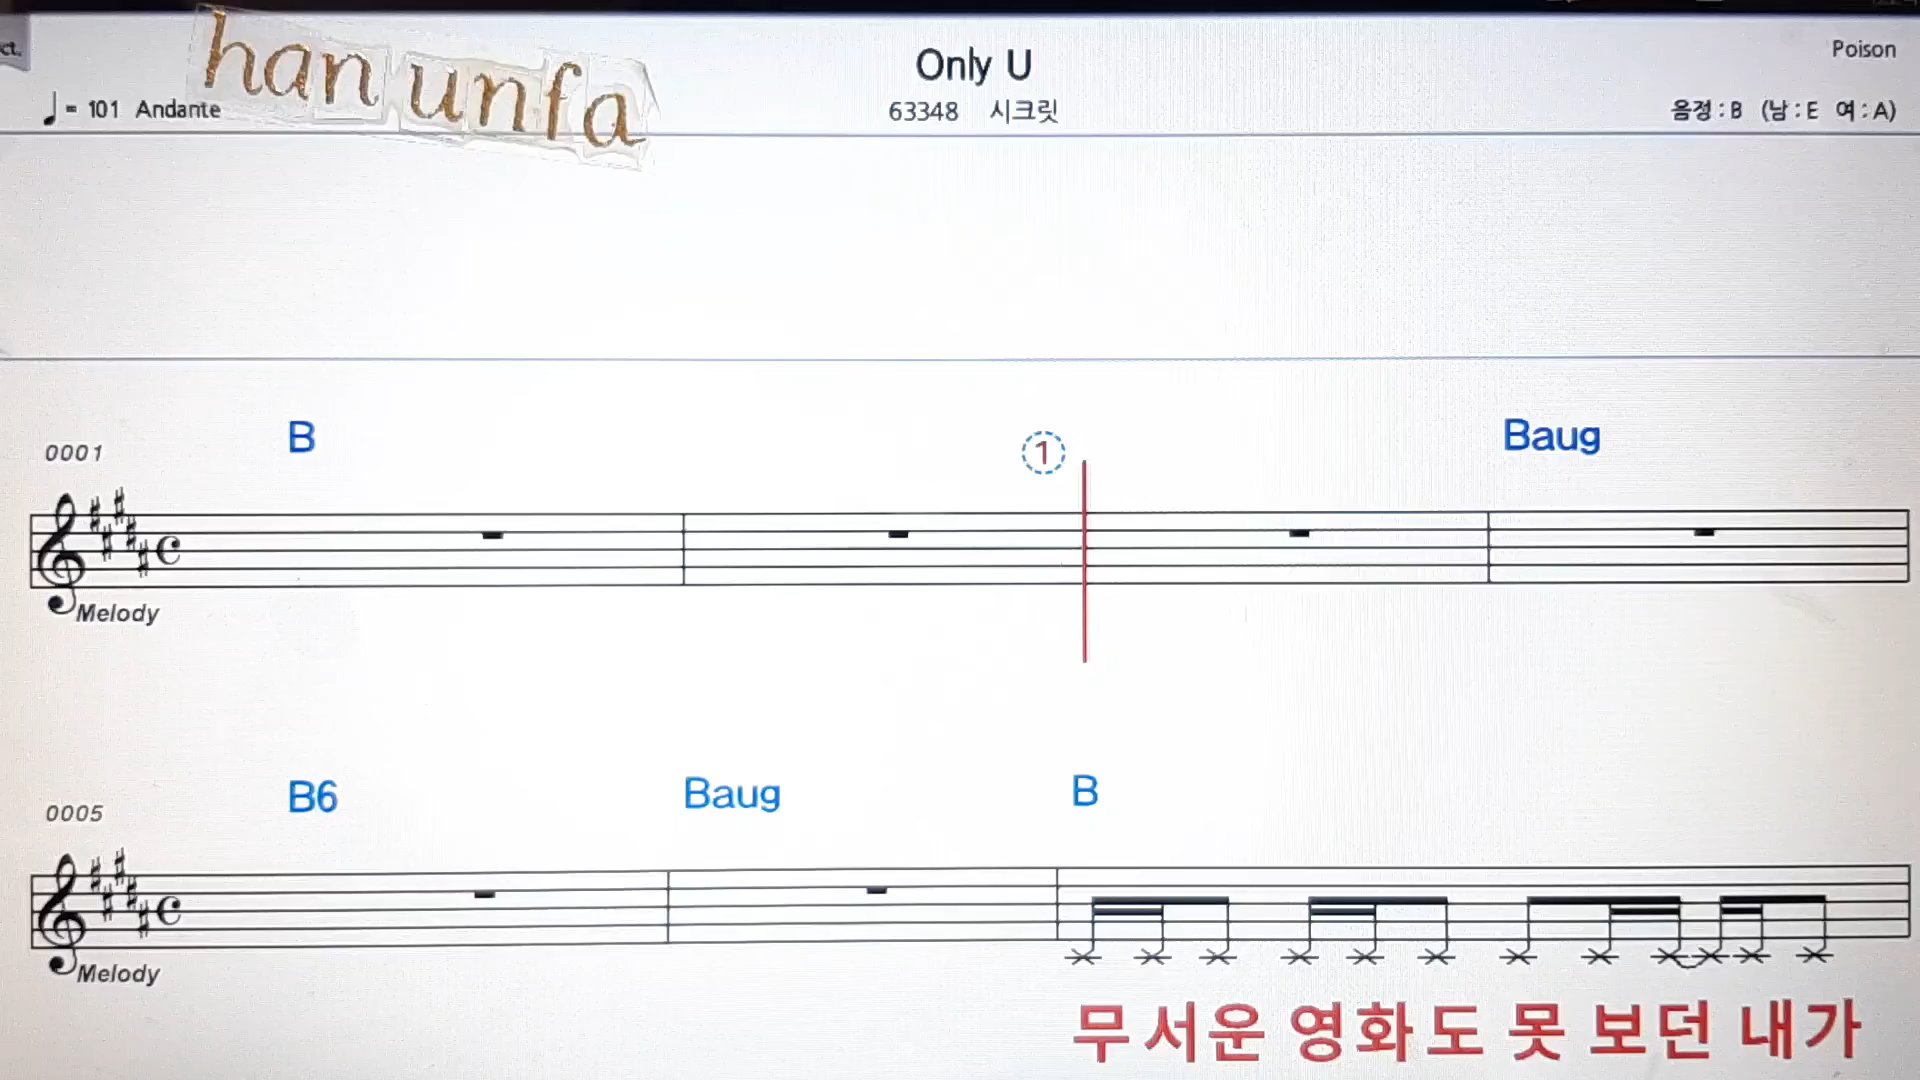 ct.
han unfa
Only U
Poison
♩ = 101 Andante
63348 시크릿
음정 : B (남 : E 여 : A)
0001
B
1
Baug
Melody
0005
B6
Baug
B
Melody
무서운 영화도 못 보던 내가